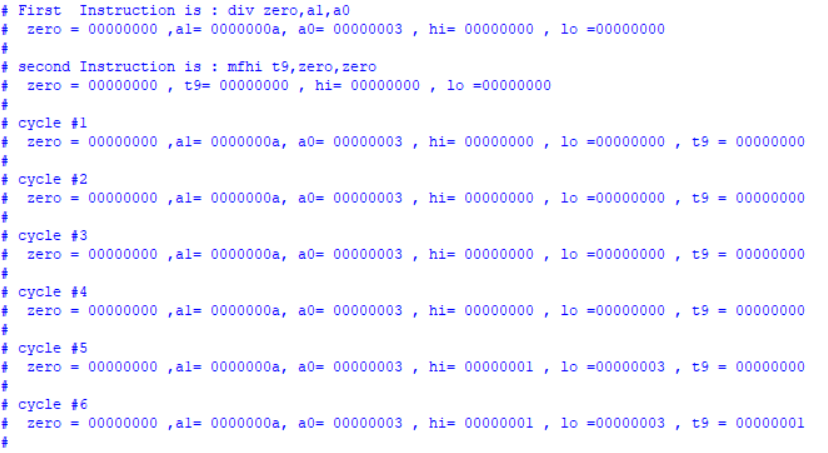 # First  Instruction is : div zero,a1,a0
#  zero = 00000000 ,a1= 0000000a, a0= 00000003 , hi= 00000000 , lo =00000000
#
# second Instruction is : mfhi t9,zero,zero
#  zero = 00000000 , t9= 00000000 , hi= 00000000 , lo =00000000
#
# cycle #1
#  zero = 00000000 ,a1= 0000000a, a0= 00000003 , hi= 00000000 , lo =00000000 , t9 = 00000000
#
# cycle #2
#  zero = 00000000 ,a1= 0000000a, a0= 00000003 , hi= 00000000 , lo =00000000 , t9 = 00000000
#
# cycle #3
#  zero = 00000000 ,a1= 0000000a, a0= 00000003 , hi= 00000000 , lo =00000000 , t9 = 00000000
#
# cycle #4
#  zero = 00000000 ,a1= 0000000a, a0= 00000003 , hi= 00000000 , lo =00000000 , t9 = 00000000
#
# cycle #5
#  zero = 00000000 ,a1= 0000000a, a0= 00000003 , hi= 00000001 , lo =00000003 , t9 = 00000000
#
# cycle #6
#  zero = 00000000 ,a1= 0000000a, a0= 00000003 , hi= 00000001 , lo =00000003 , t9 = 00000001
#